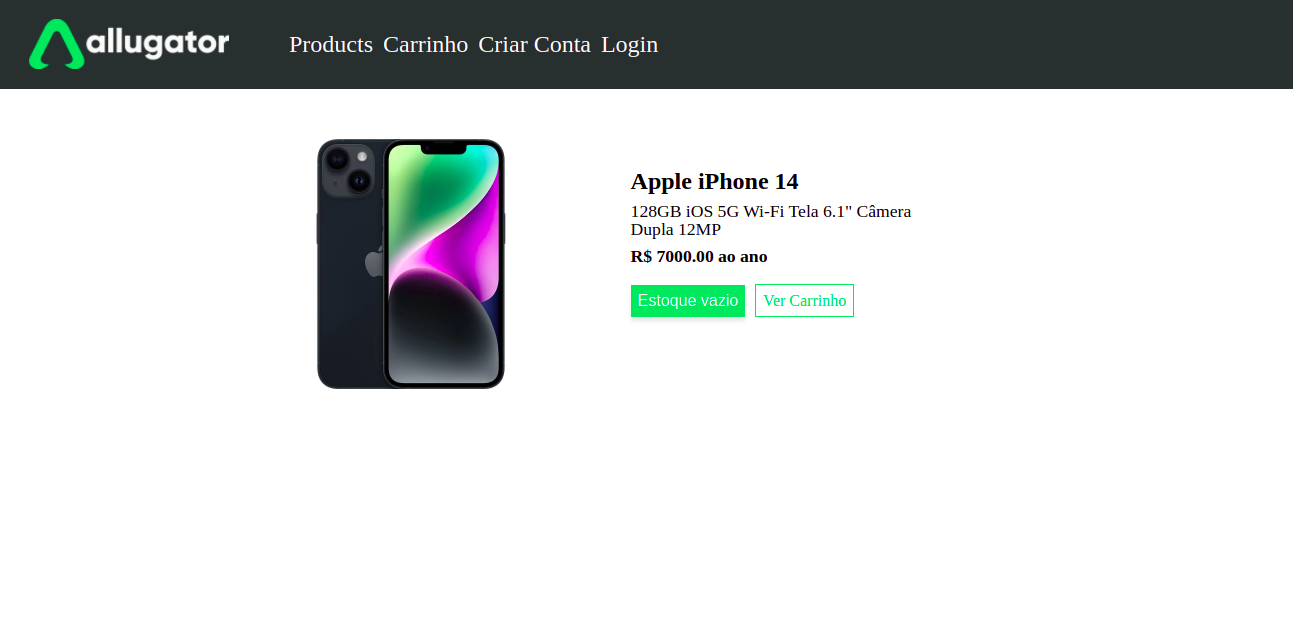 allugator
Products Carrinho Criar Conta Login
Apple iPhone 14
128GB iOS 5G Wi-Fi Tela 6.1" Câmera
Dupla 12MP
R$ 7000.00 ao ano
Estoque vazio
Ver Carrinho